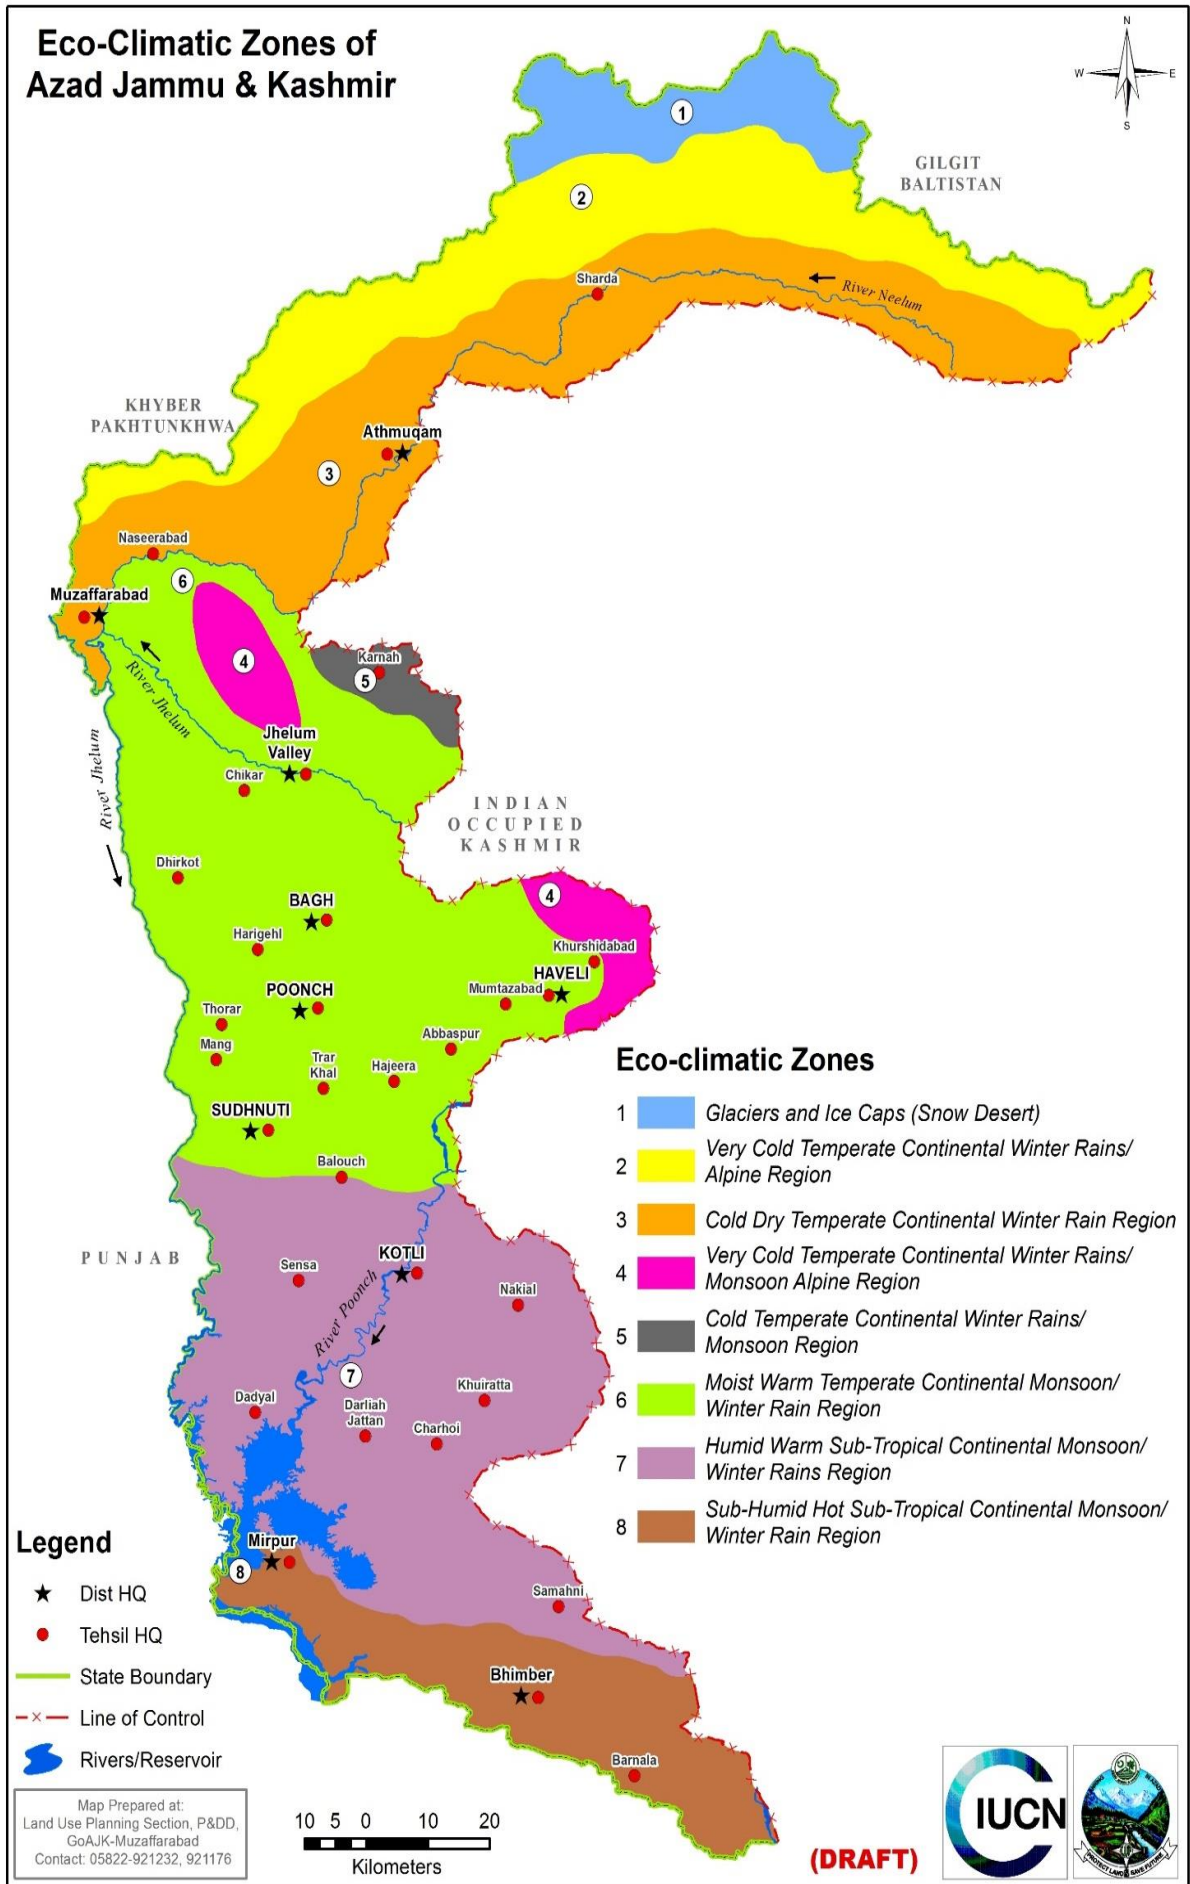 Eco-Climatic Zones of
Azad Jammu & Kashmir
N
W
E
S
1
GILGIT
BALTISTAN
2
Sharda
River Neelum
KHYBER
PAKHTUNKHWA
Athmuqam
3
Naseerabad
6
Muzaffarabad
4
Karnah
5
River Jhelum
River Jhelum
Jhelum
Valley
Chikar
INDIAN
OCCUPIED
KASHMIR
Dhirkot
4
BAGH
Harigehl
Khurshidabad
HAVELI
POONCH
Mumtazabad
Thorar
Mang
Abbaspur
Trar
Khal
Hajeera
SUDHNUTI
Balouch
PUNJAB
KOTLI
Sensa
Nakial
River Poonch
7
Khuiratta
Dadyal
Darliah
Jattan
Charhoi
Mirpur
8
Samahni
Bhimber
Barnala
Eco-climatic Zones
1 Glaciers and Ice Caps (Snow Desert)
2 Very Cold Temperate Continental Winter Rains/
Alpine Region
3 Cold Dry Temperate Continental Winter Rain Region
4 Very Cold Temperate Continental Winter Rains/
Monsoon Alpine Region
5 Cold Temperate Continental Winter Rains/
Monsoon Region
6 Moist Warm Temperate Continental Monsoon/
Winter Rain Region
7 Humid Warm Sub-Tropical Continental Monsoon/
Winter Rains Region
8 Sub-Humid Hot Sub-Tropical Continental Monsoon/
Winter Rain Region
Legend
Dist HQ
Tehsil HQ
State Boundary
Line of Control
Rivers/Reservoir
Map Prepared at:
Land Use Planning Section, P&DD,
GoAJK-Muzaffarabad
Contact: 05822-921232, 921176
10 5 0 10 20
Kilometers
(DRAFT)
IUCN
PROTECT LAND SAVE FUTURE